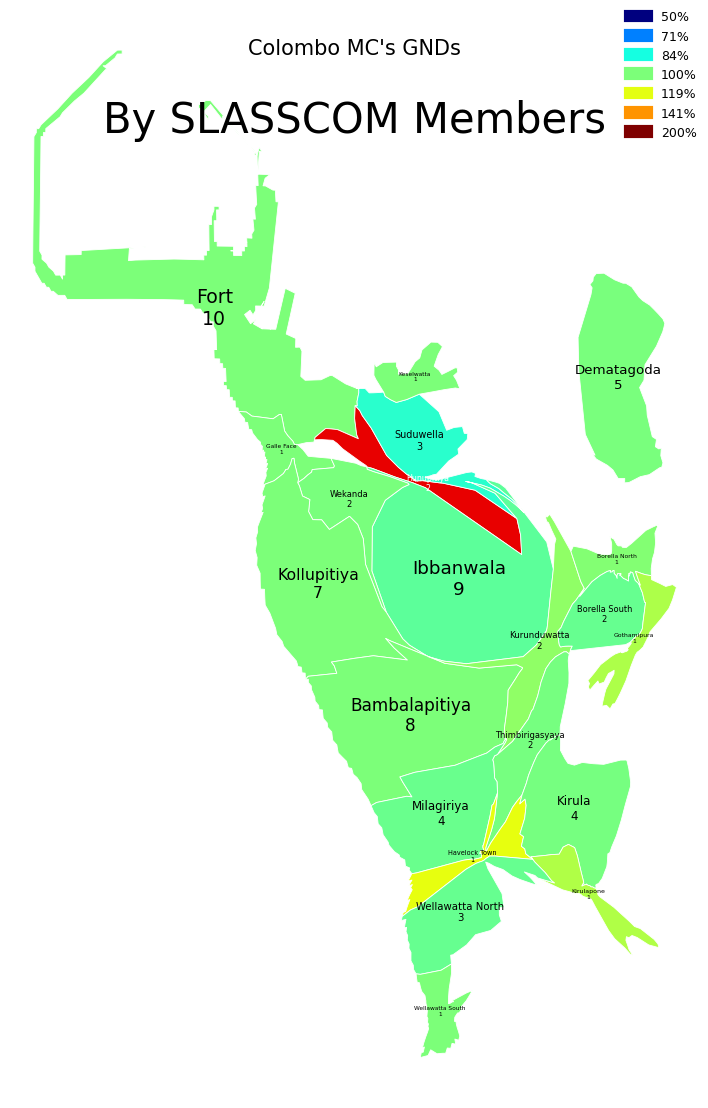 50%
Colombo MC's GNDs
71%
84%
100%
By SLASSCOM Members
119%
141%
200%
Fort
10
Dematagoda
5
Keselwatta
1
Suduwella
3
Galle Face
1
2
Wekanda
2
Ibbanwala
9
Kollupitiya
7
Borella North
1
Borella South
2
Gothamipura
1
Kurunduwatta
2
Bambalapitiya
8
Thimbirigasyaya
2
Milagiriya
4
Kirula
4
Havelock Town
1
Kirulapone
1
Wellawatta North
3
Wellawatta South
1